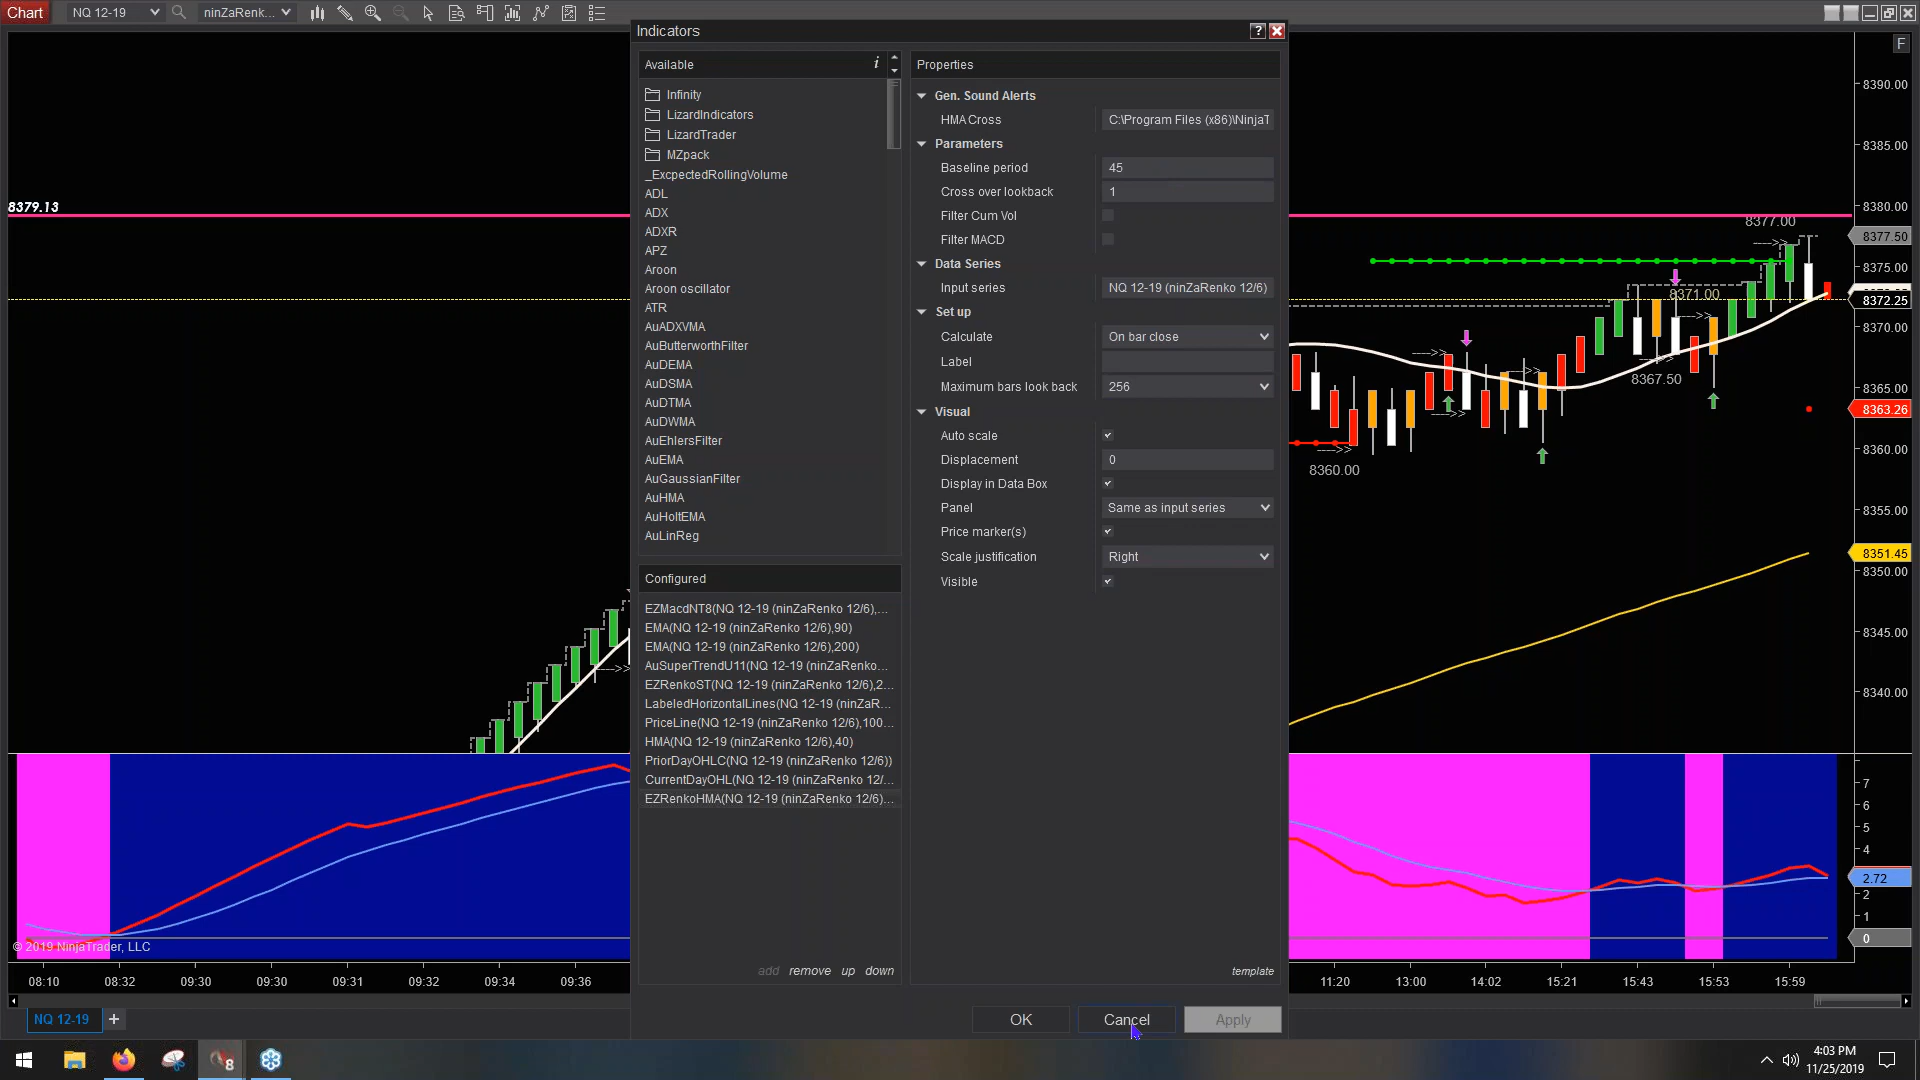 Chart NQ 12-19 ninZaRenk...
Indicators ?
F
Available i
Infinity
LizardIndicators
LizardTrader
MZpack
_ExcpectedRollingVolume
ADL
ADX
ADXR
APZ
Aroon
Aroon oscillator
ATR
AuADXVMA
AuButterworthFilter
AuDEMA
AuDSMA
AuDTMA
AuDWMA
AuEhlersFilter
AuEMA
AuGaussianFilter
AuHMA
AuHoltEMA
AuLinReg
Configured
EZMacdNT8(NQ 12-19 (ninZaRenko 12/6),...
EMA(NQ 12-19 (ninZaRenko 12/6),90)
EMA(NQ 12-19 (ninZaRenko 12/6),200)
AuSuperTrendU11(NQ 12-19 (ninZaRenko...
EZRenkoST(NQ 12-19 (ninZaRenko 12/6),2...
LabeledHorizontalLines(NQ 12-19 (ninZaR...
PriceLine(NQ 12-19 (ninZaRenko 12/6),100...
HMA(NQ 12-19 (ninZaRenko 12/6),40)
PriorDayOHLC(NQ 12-19 (ninZaRenko 12/6))
CurrentDayOHL(NQ 12-19 (ninZaRenko 12/...
EZRenkoHMA(NQ 12-19 (ninZaRenko 12/6)...
add remove up down
Properties
Gen. Sound Alerts
HMA Cross C:\Program Files (x86)\NinjaT
Parameters
Baseline period 45
Cross over lookback 1
Filter Cum Vol
Filter MACD
Data Series
Input series NQ 12-19 (ninZaRenko 12/6)
Set up
Calculate On bar close
Label
Maximum bars look back 256
Visual
Auto scale
Displacement 0
Display in Data Box
Panel Same as input series
Price marker(s)
Scale justification Right
Visible
template
OK Cancel Apply
8379.13
8377.00
8371.00
8367.50
8360.00
---->>
---->>
---->>
---->>
---->>
---->>
---->>
---->>
8390.00
8385.00
8380.00
8377.50
8375.00
8372.25
8370.00
8365.00
8363.26
8360.00
8355.00
8351.45
8350.00
8345.00
8340.00
7
6
5
4
2.72
2
1
0
© 2019 NinjaTrader, LLC
08:10 08:32 09:30 09:30 09:31 09:32 09:34 09:36 11:20 13:00 14:02 15:21 15:43 15:53 15:59
NQ 12-19 +
8
4:03 PM
11/25/2019